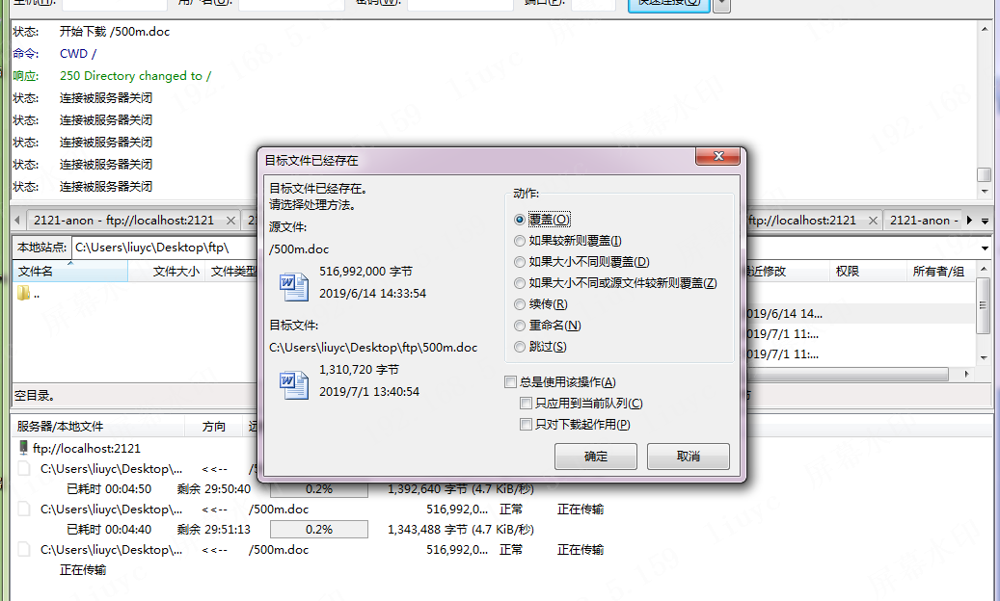 主机(H): 用户名(U): 密码(W): 端口(P): 快速连接(Q)
状态: 开始下载 /500m.doc
命令: CWD /
响应: 250 Directory changed to /
状态: 连接被服务器关闭
状态: 连接被服务器关闭
状态: 连接被服务器关闭
状态: 连接被服务器关闭
状态: 连接被服务器关闭
2121-anon - ftp://localhost:2121
ftp://localhost:2121
2121-anon -
本地站点: C:\Users\liuyc\Desktop\ftp\
文件名 文件大小 文件类型
最近修改 权限 所有者/组
..
2019/6/14 14...
2019/7/1 11:...
2019/7/1 11:...
空目录。
目标文件已经存在
目标文件已经存在。
请选择处理方法。
源文件:
/500m.doc
516,992,000 字节
2019/6/14 14:33:54
目标文件:
C:\Users\liuyc\Desktop\ftp\500m.doc
1,310,720 字节
2019/7/1 13:40:54
动作:
覆盖(O)
如果较新则覆盖(I)
如果大小不同则覆盖(D)
如果大小不同或源文件较新则覆盖(Z)
续传(R)
重命名(N)
跳过(S)
总是使用该操作(A)
只应用到当前队列(C)
只对下载起作用(P)
确定 取消
服务器/本地文件 方向
ftp://localhost:2121
C:\Users\liuyc\Desktop\... <<--
已耗时 00:04:50 剩余 29:50:40 0.2% 1,392,640 字节 (4.7 KiB/秒)
C:\Users\liuyc\Desktop\... <<-- /500m.doc 516,992,0... 正常 正在传输
已耗时 00:04:40 剩余 29:51:13 0.2% 1,343,488 字节 (4.7 KiB/秒)
C:\Users\liuyc\Desktop\... <<-- /500m.doc 516,992,0... 正常 正在传输
正在传输